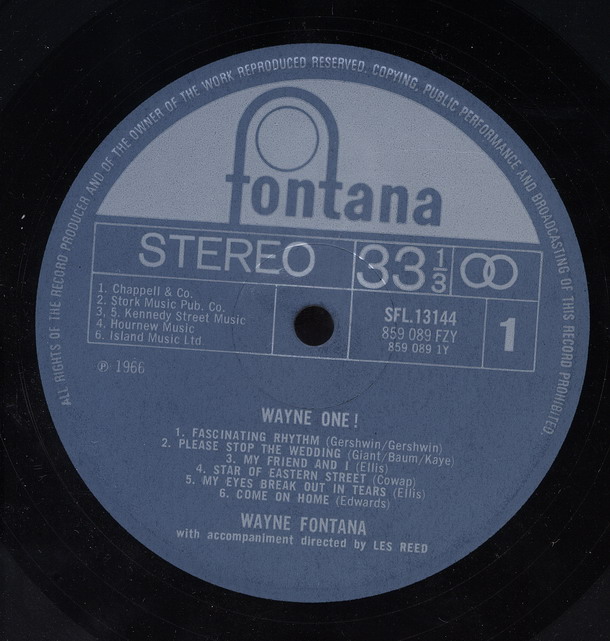 ALL RIGHTS OF THE RECORD PRODUCER AND OF THE OWNER OF THE WORK REPRODUCED RESERVED. COPYING, PUBLIC PERFORMANCE AND BROADCASTING OF THIS RECORD PROHIBITED.
fontana
STEREO 33 1/3
1. Chappell & Co.
2. Stork Music Pub. Co.
3, 5. Kennedy Street Music
4. Hournew Music
6. Island Music Ltd
SFL.13144
859 089 FZY
859 089 1Y
1
℗ 1966
WAYNE ONE!
1. FASCINATING RHYTHM (Gershwin/Gershwin)
2. PLEASE STOP THE WEDDING (Giant/Baum/Kaye)
3. MY FRIEND AND I (Ellis)
4. STAR OF EASTERN STREET (Cowap)
5. MY EYES BREAK OUT IN TEARS (Ellis)
6. COME ON HOME (Edwards)
WAYNE FONTANA
with accompaniment directed by LES REED